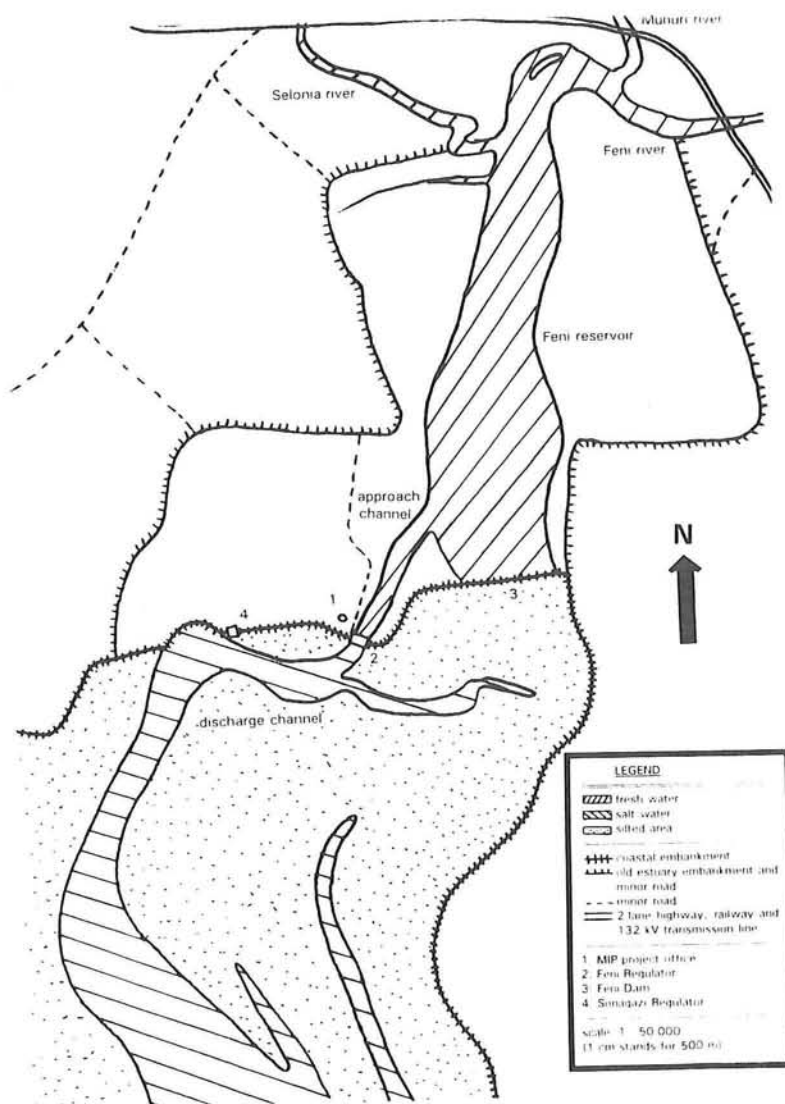 Muhuri river
Selonia river
Feni river
Feni reservoir
approach
channel
N
4
1
3
2
discharge channel
LEGEND
fresh water
salt water
silted area
coastal embankment
old estuary embankment and
minor road
minor road
2 lane highway, railway and
132 kV transmission line
1 MIP project office
2 Feni Regulator
3 Feni Dam
4 Sonagazi Regulator
scale 1 50 000
(1 cm stands for 500 m)